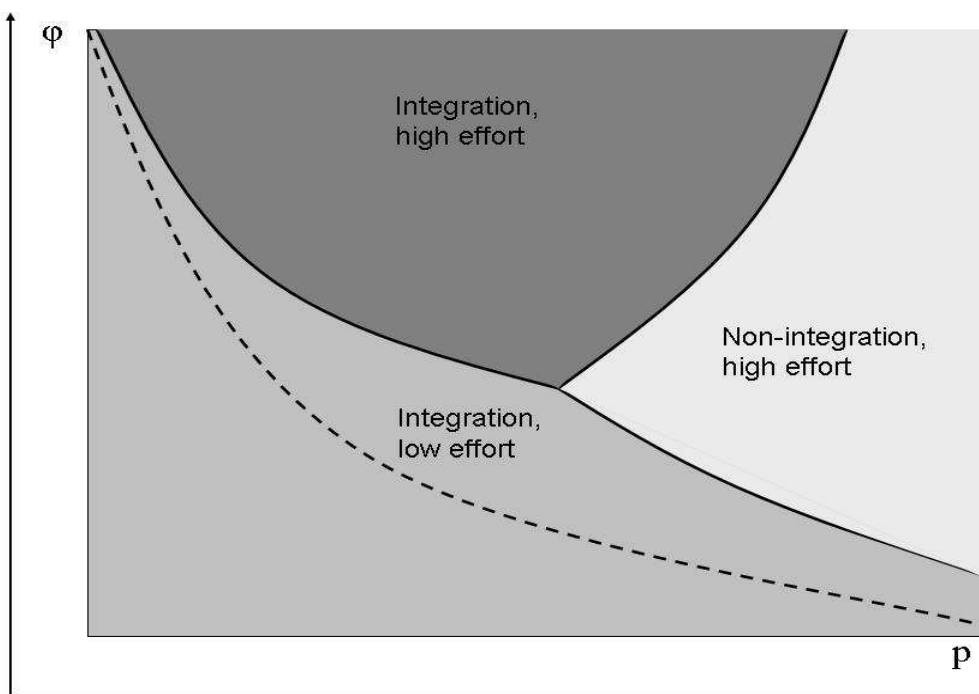 φ
Integration,
high effort
Non-integration,
high effort
Integration,
low effort
p